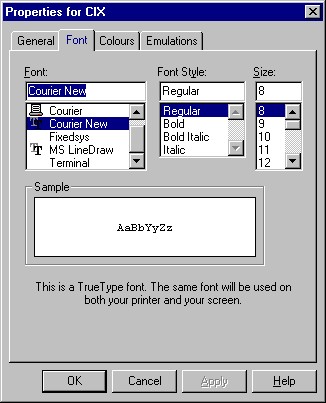 Properties for CIX
General Font Colours Emulations
Font: Font Style: Size:
Courier New Regular 8
Courier Regular 8
Courier New Bold 9
Fixedsys Bold Italic 10
MS LineDraw Italic 11
Terminal 12
Sample
AaBbYyZz
This is a TrueType font. The same font will be used on
both your printer and your screen.
OK Cancel Apply Help